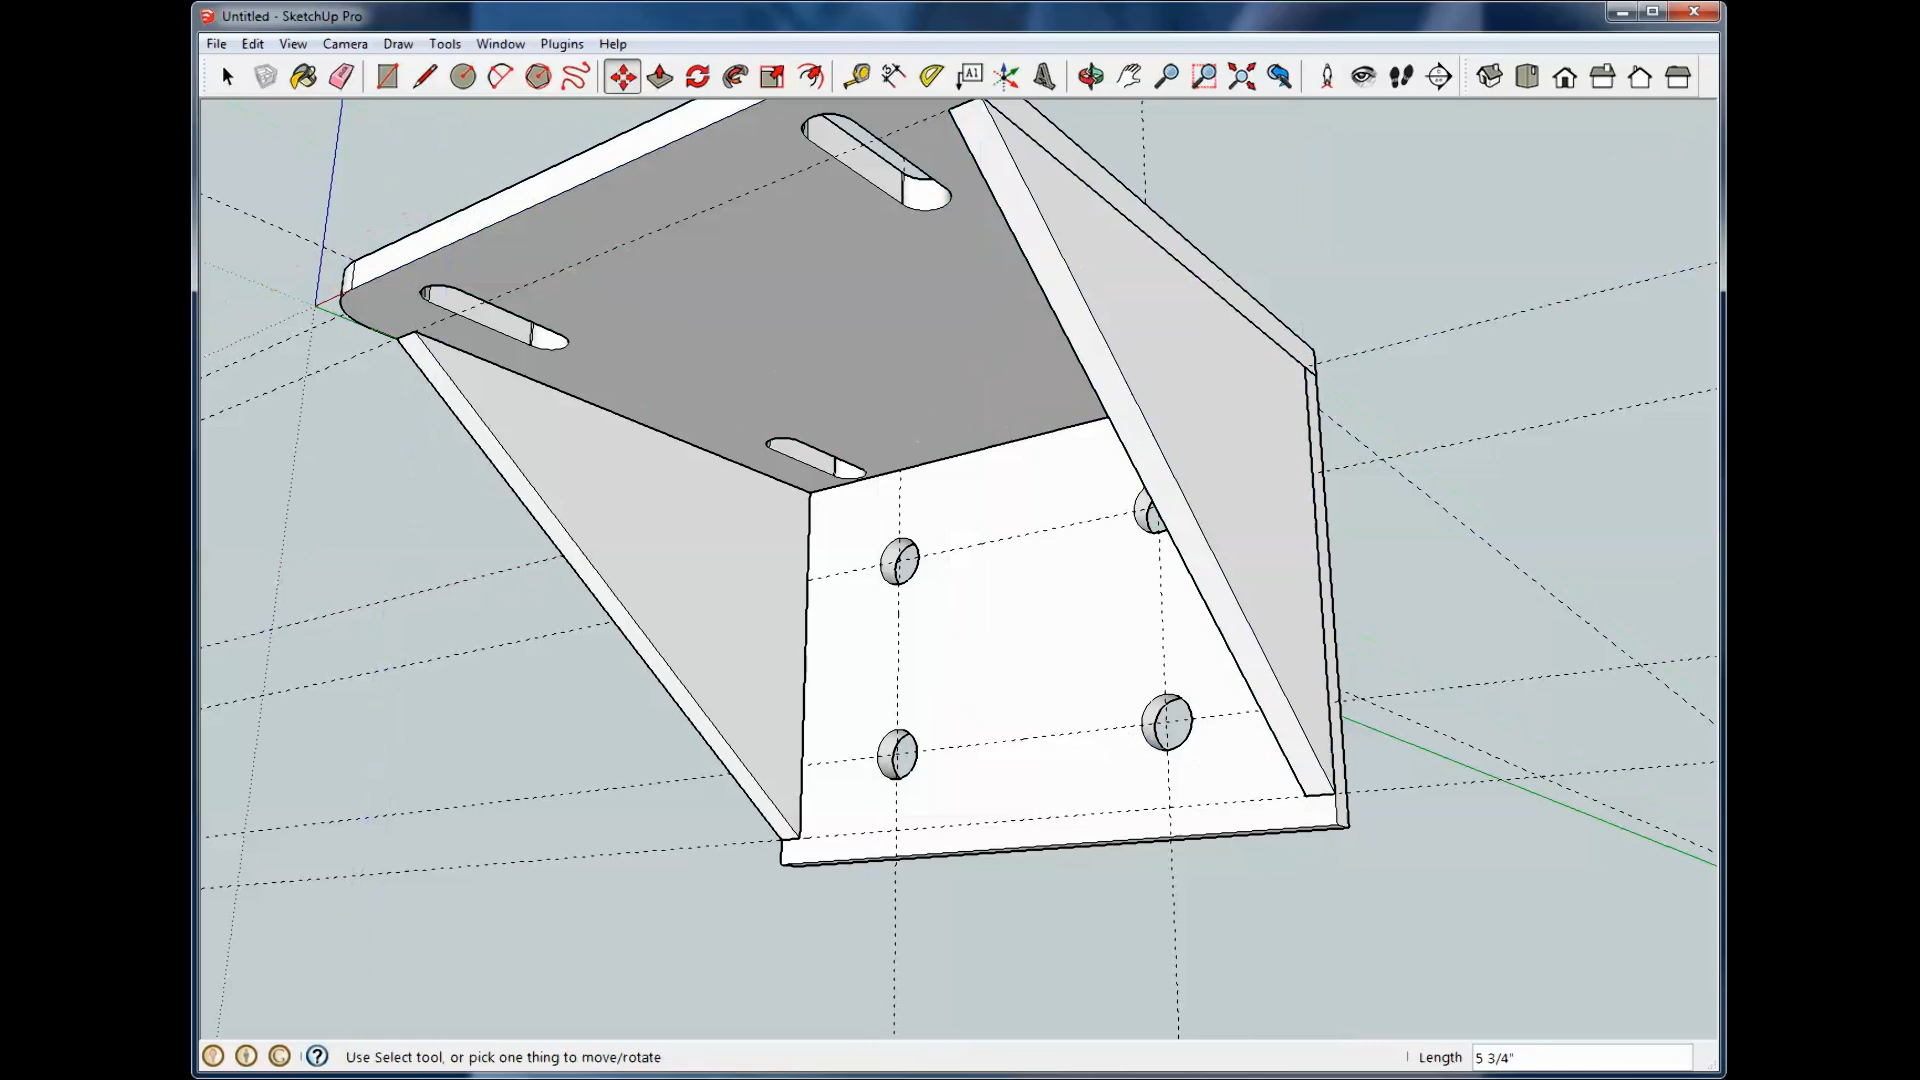 Untitled - SketchUp Pro
File Edit View Camera Draw Tools Window Plugins Help
A1
Use Select tool, or pick one thing to move/rotate
Length 5 3/4"